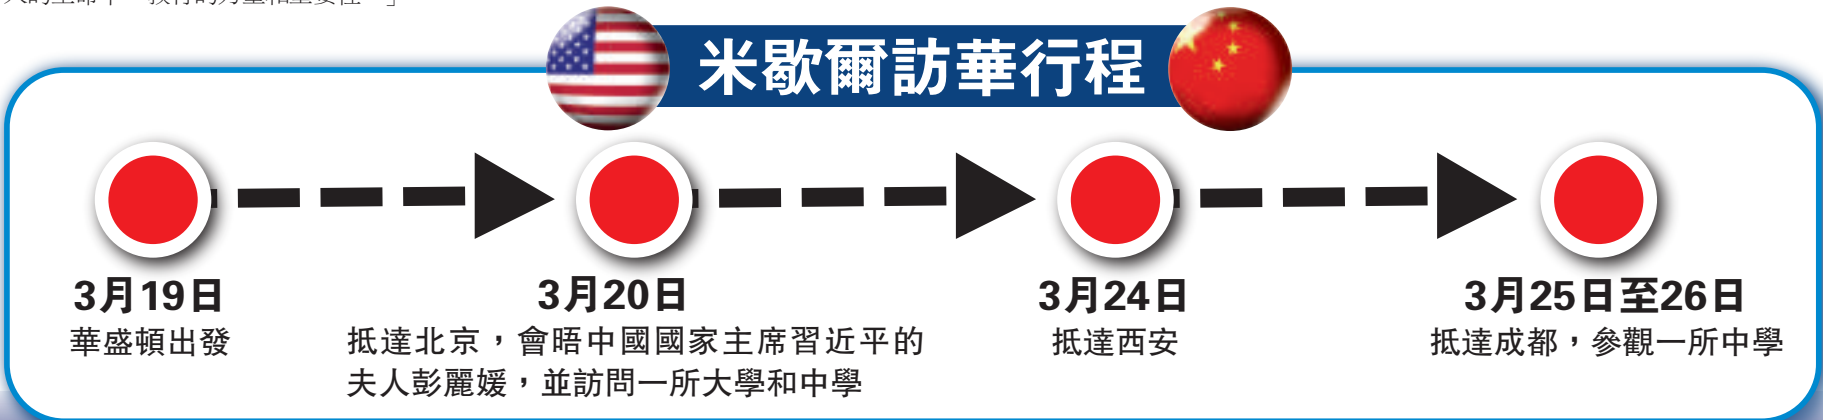 米歇爾訪華行程
3月19日
華盛頓出發
3月20日
抵達北京，會晤中國國家主席習近平的
夫人彭麗媛，並訪問一所大學和中學
3月24日
抵達西安
3月25日至26日
抵達成都，參觀一所中學